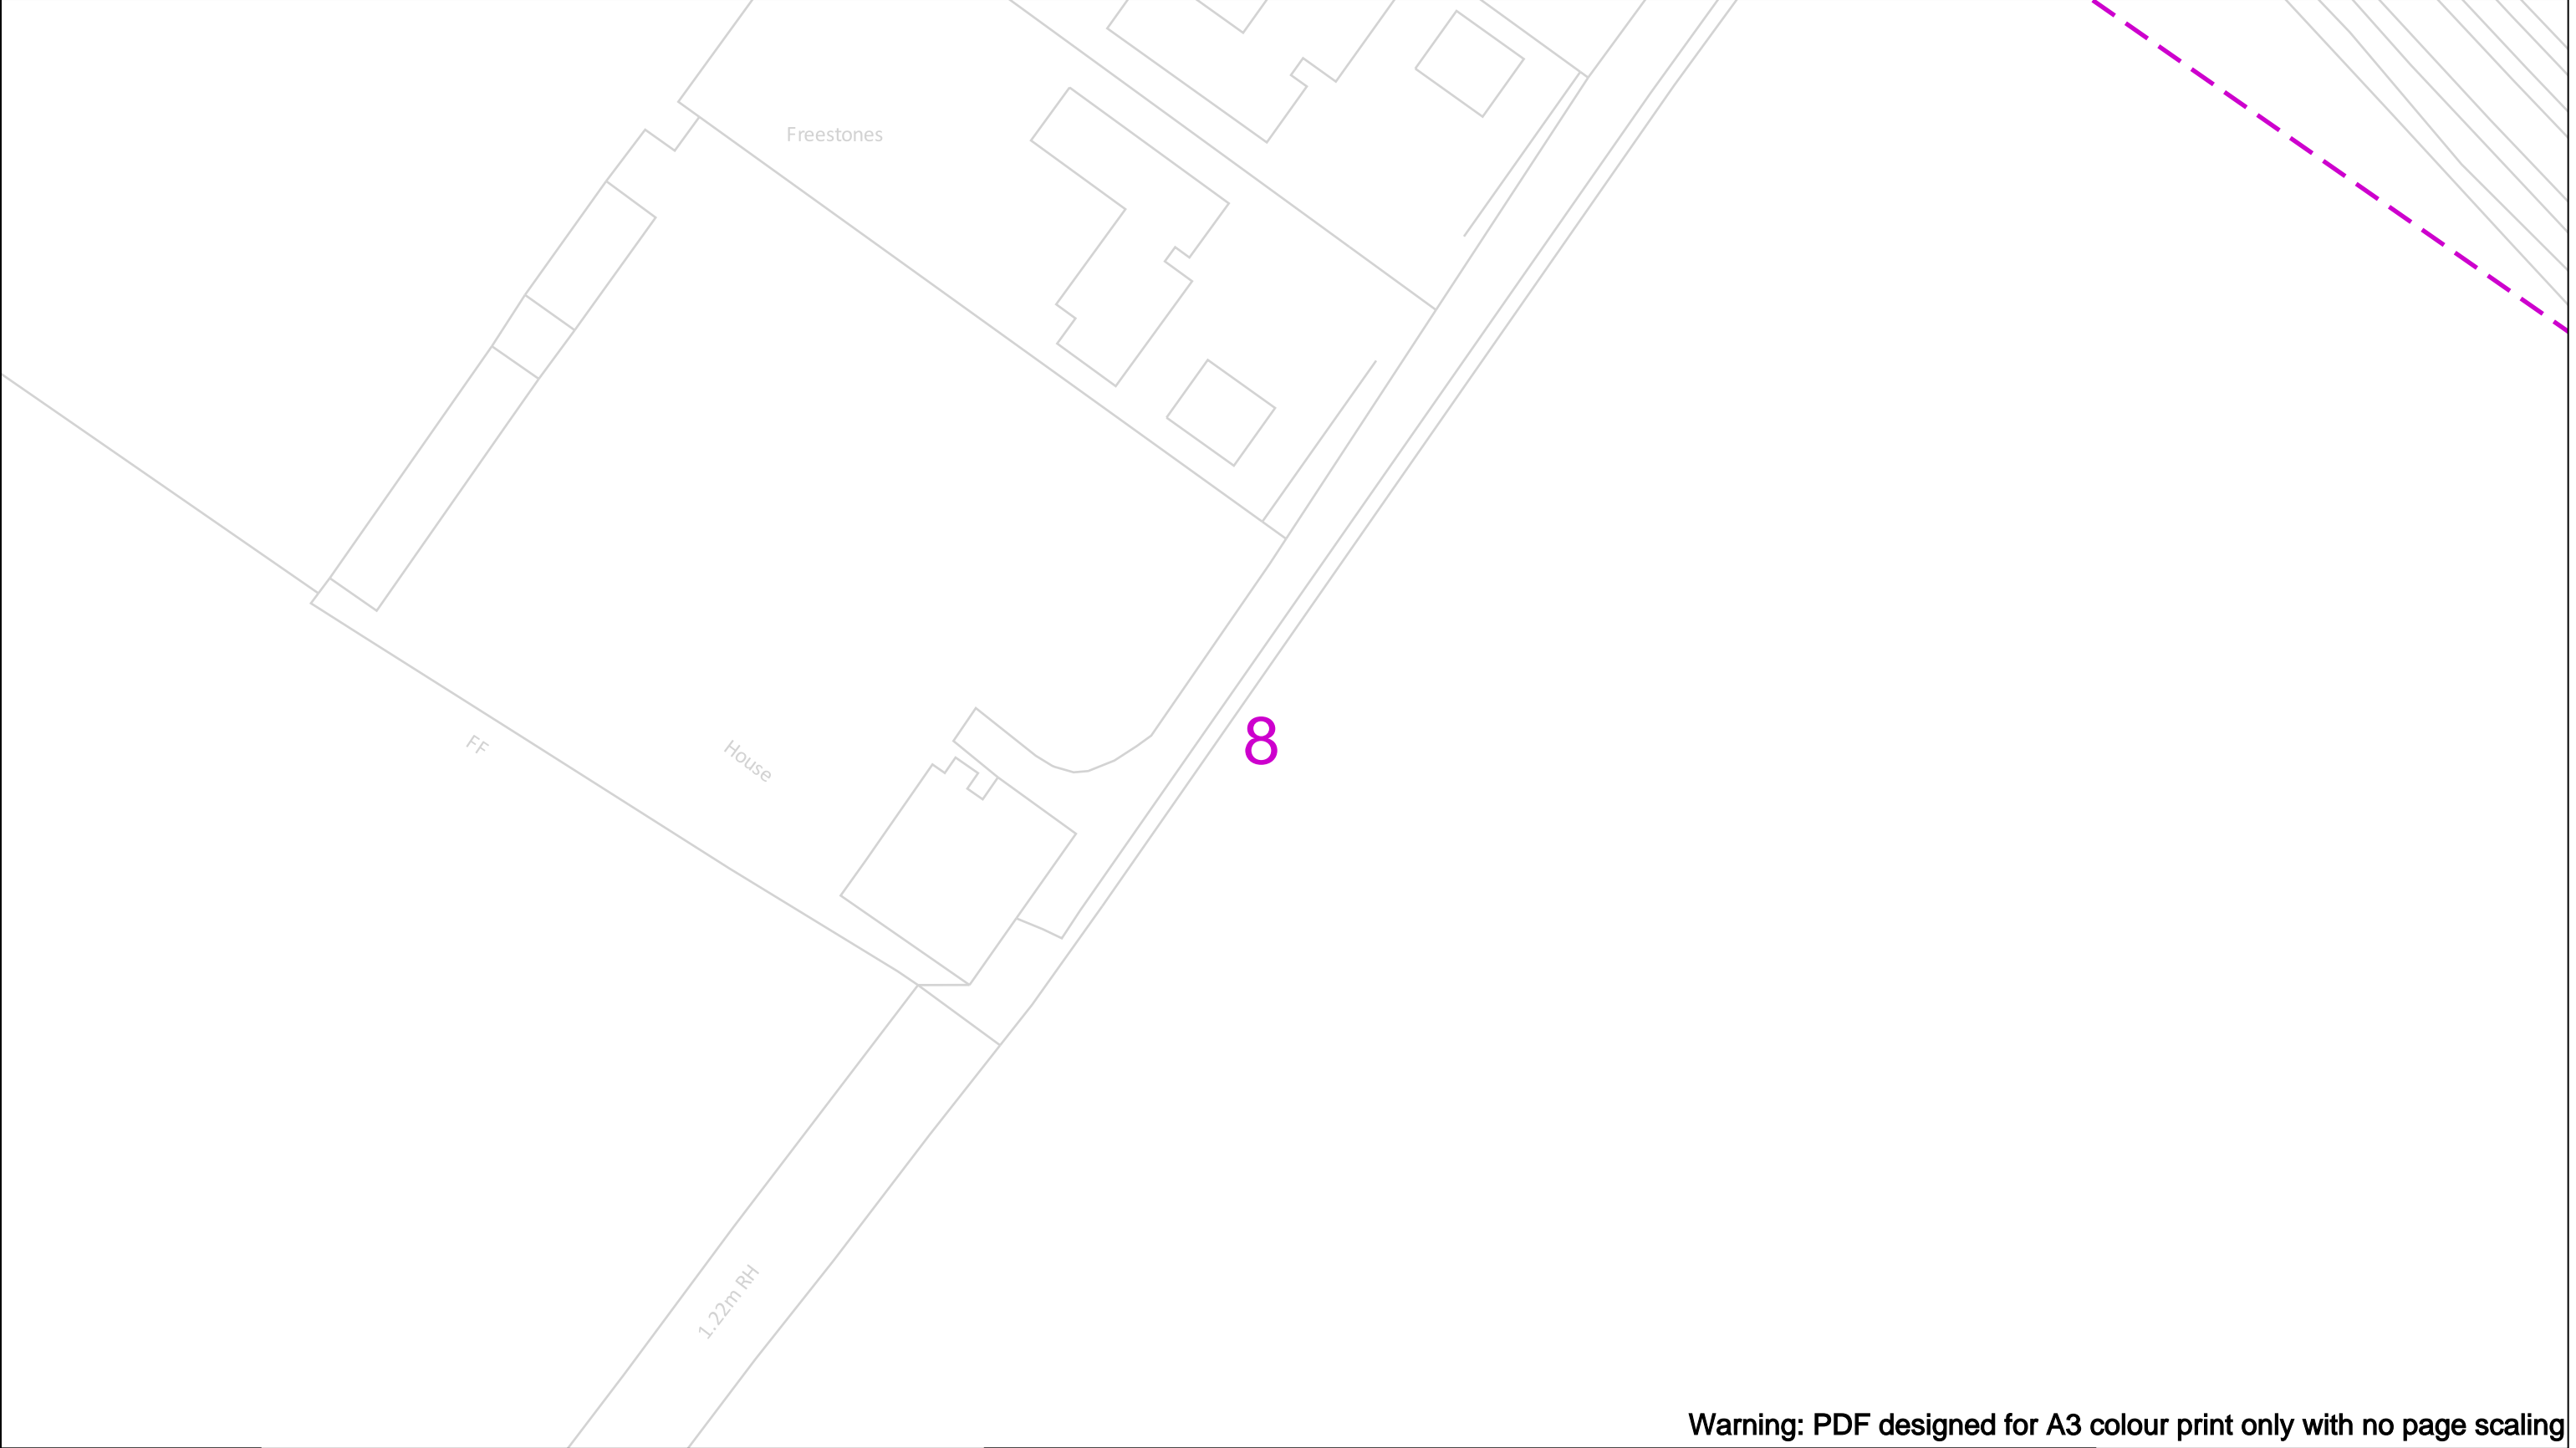 Freestones
FF
House
8
1.22m RH
Warning: PDF designed for A3 colour print only with no page scaling